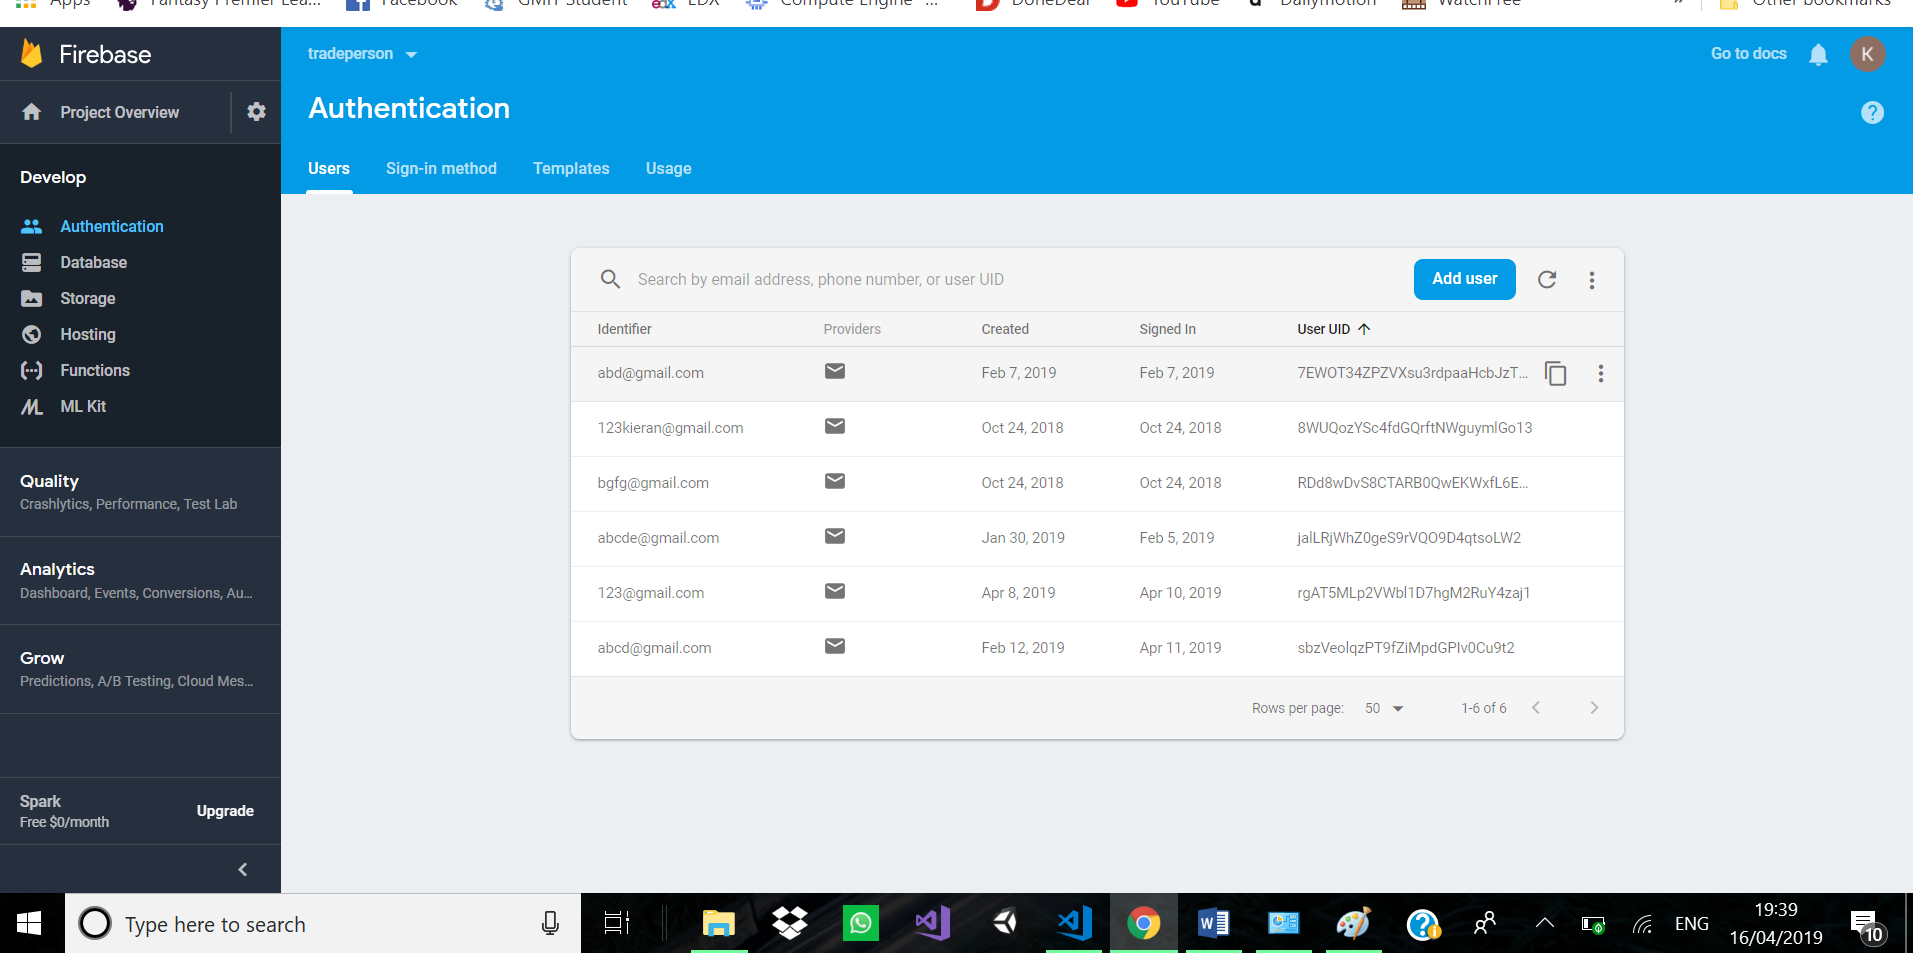 Apps Fantasy Premier Lea... Facebook GMIT Student EDX Compute Engine - ... DoneDeal YouTube Dailymotion WatchFree » Other bookmarks
Firebase
Project Overview
Develop
Authentication
Database
Storage
Hosting
Functions
ML Kit
Quality
Crashlytics, Performance, Test Lab
Analytics
Dashboard, Events, Conversions, Au...
Grow
Predictions, A/B Testing, Cloud Mes...
Spark
Free $0/month
Upgrade
tradeperson
Go to docs
K
Authentication
Users Sign-in method Templates Usage
Search by email address, phone number, or user UID
Add user
Identifier Providers Created Signed In User UID
abd@gmail.com Feb 7, 2019 Feb 7, 2019 7EWOT34ZPZVXsu3rdpaaHcbJzT...
123kieran@gmail.com Oct 24, 2018 Oct 24, 2018 8WUQozYSc4fdGQrftNWguymlGo13
bgfg@gmail.com Oct 24, 2018 Oct 24, 2018 RDd8wDvS8CTARB0QwEKWxfL6E...
abcde@gmail.com Jan 30, 2019 Feb 5, 2019 jalLRjWhZ0geS9rVQO9D4qtsoLW2
123@gmail.com Apr 8, 2019 Apr 10, 2019 rgAT5MLp2VWbl1D7hgM2RuY4zaj1
abcd@gmail.com Feb 12, 2019 Apr 11, 2019 sbzVeolqzPT9fZiMpdGPIv0Cu9t2
Rows per page: 50 1-6 of 6
Type here to search
ENG
19:39
16/04/2019
10